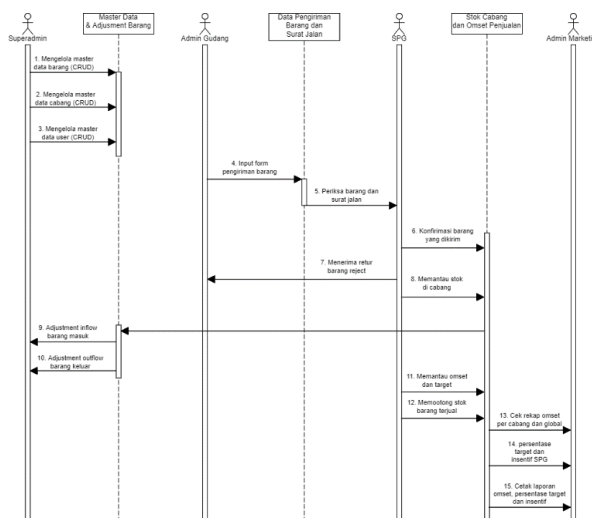 Superadmin
Master Data
& Adjusment Barang
Admin Gudang
Data Pengiriman
Barang dan
Surat Jalan
SPG
Stok Cabang
dan Omset Penjualan
Admin Marketi
1. Mengelola master
data barang (CRUD)
2. Mengelola master
data cabang (CRUD)
3. Mengelola master
data user (CRUD)
4. Input form
pengiriman barang
5. Periksa barang dan
surat jalan
6. Konfirmasi barang
yang dikirim
7. Menerima retur
barang reject
8. Memantau stok
di cabang
9. Adjustment inflow
barang masuk
10. Adjustment outflow
barang keluar
11. Memantau omset
dan target
12. Memootong stok
barang terjual
13. Cek rekap omset
per cabang dan global
14. persentase
target dan
insentif SPG
15. Cetak laporan
omset, persentase target
dan insentif